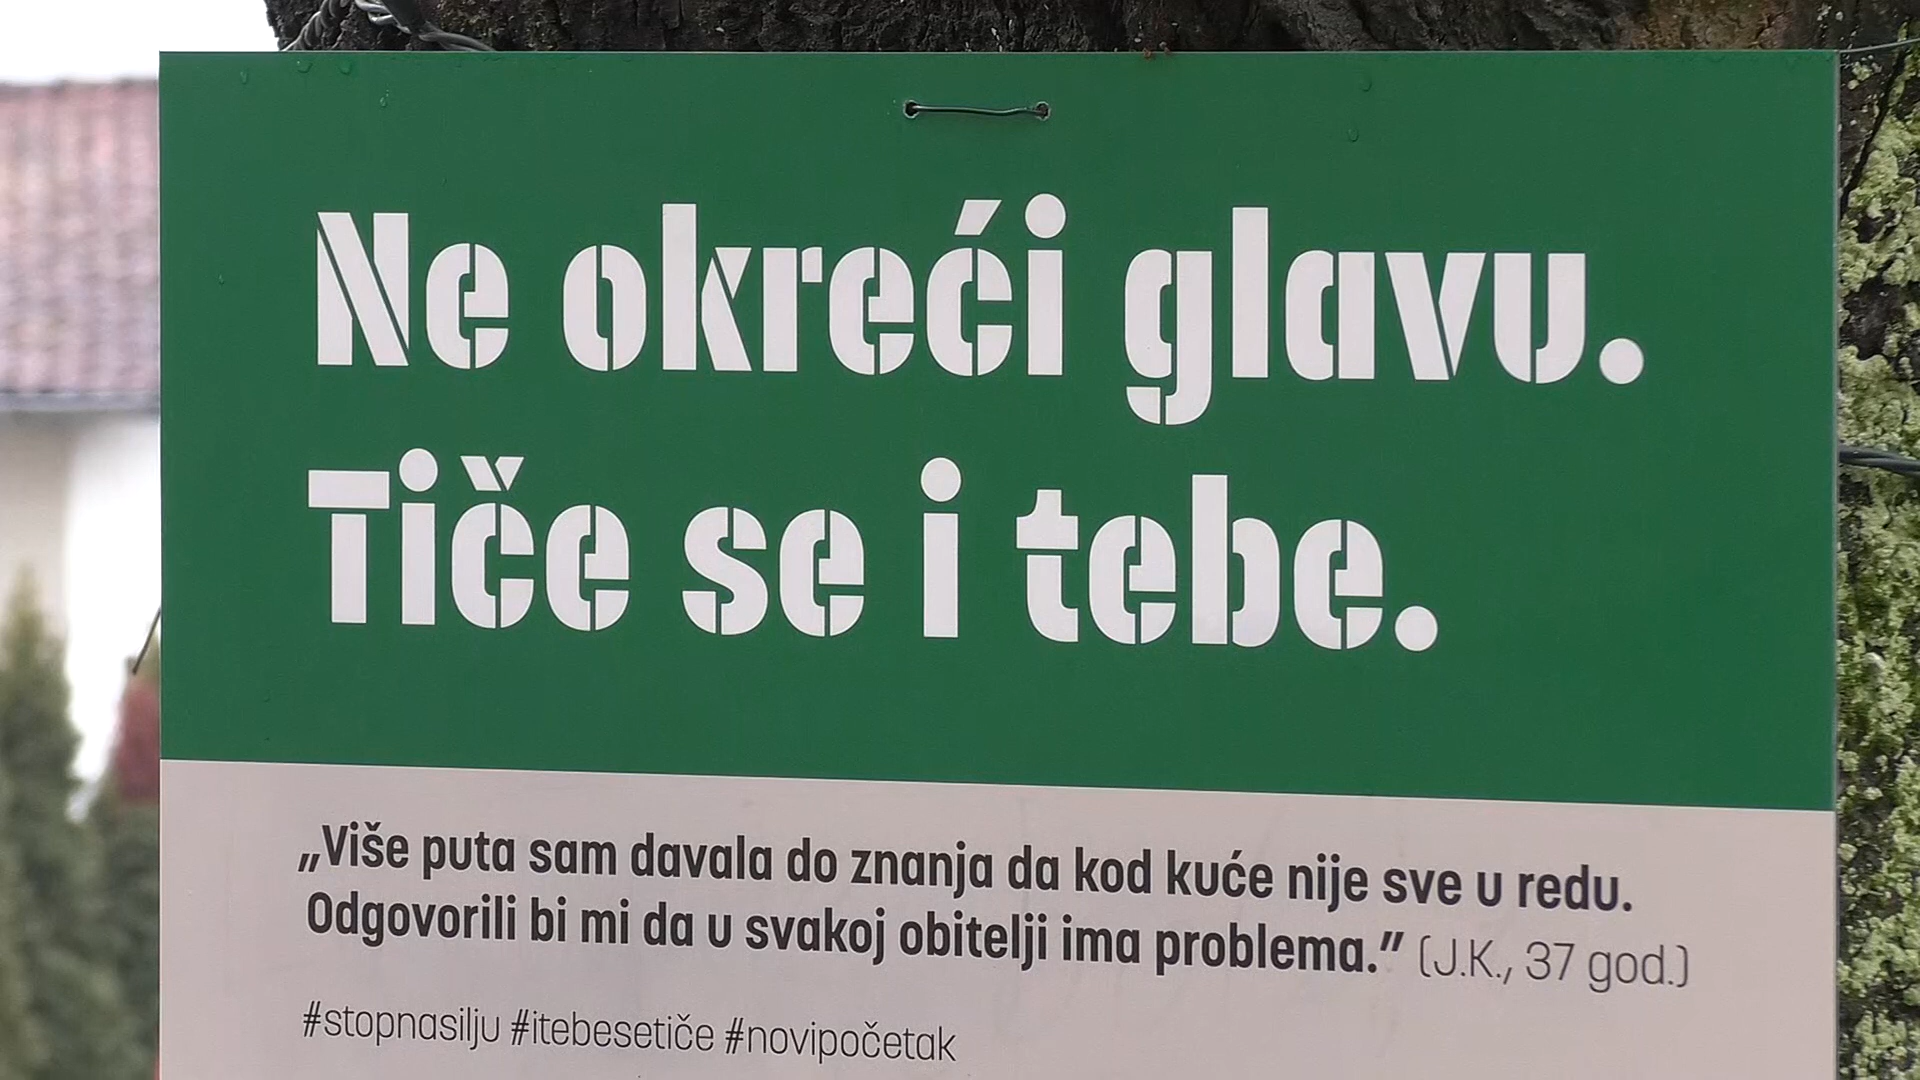 Ne okreći glavu.
Tiče se i tebe.
„Više puta sam davala do znanja da kod kuće nije sve u redu.
Odgovorili bi mi da u svakoj obitelji ima problema.” (J.K., 37 god.)
#stopnasilju #itebesetiče #novipočetak